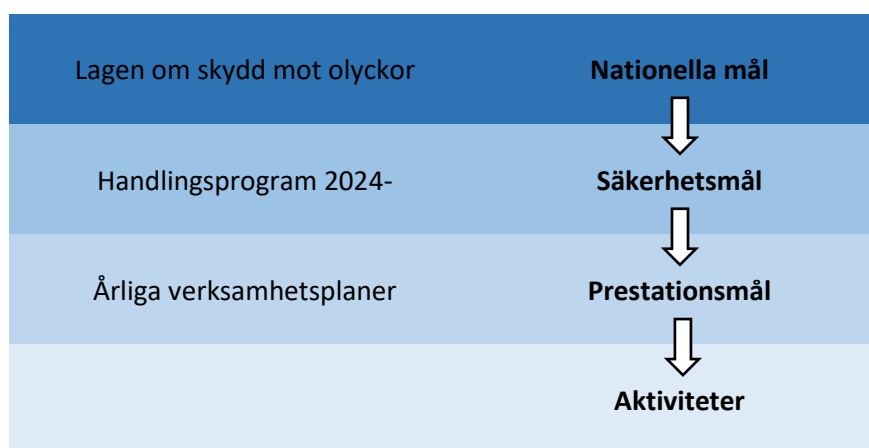 Lagen om skydd mot olyckor
Nationella mål
Handlingsprogram 2024-
Säkerhetsmål
Årliga verksamhetsplaner
Prestationsmål
Aktiviteter